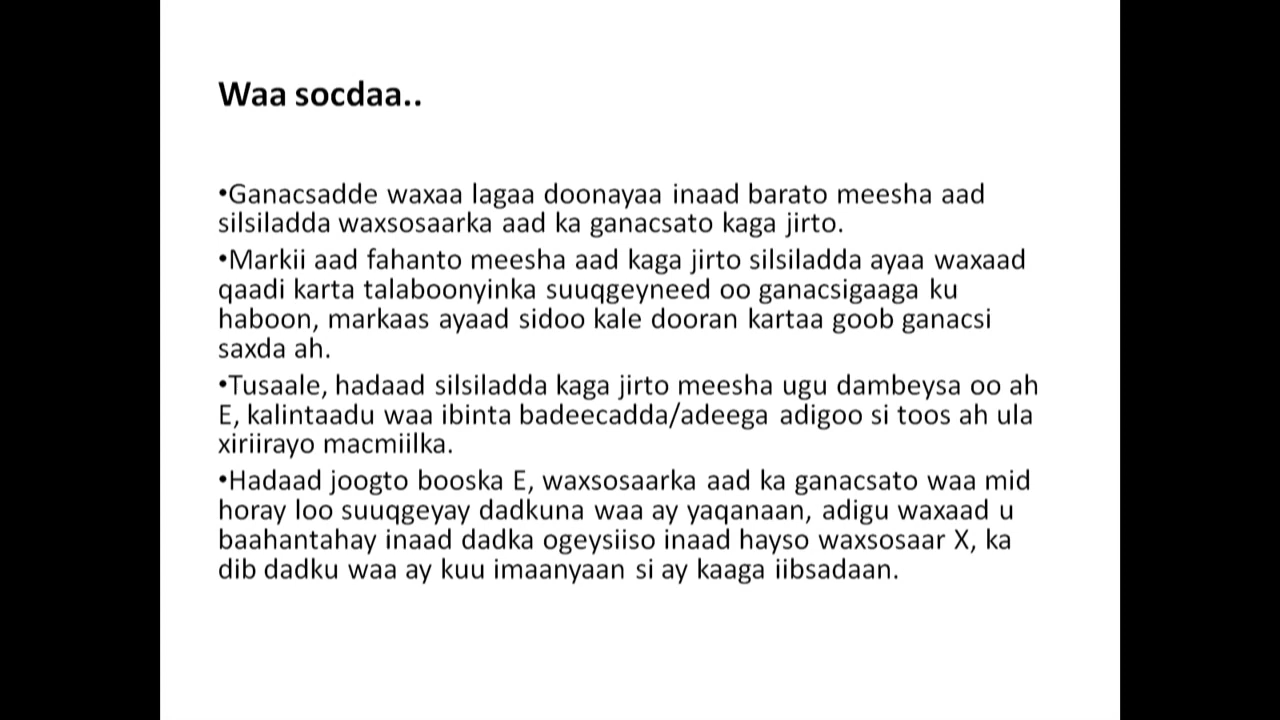 Waa socdaa..
•Ganacsadde waxaa lagaa doonayaa inaad barato meesha aad
silsiladda waxsosaarka aad ka ganacsato kaga jirto.
•Markii aad fahanto meesha aad kaga jirto silsiladda ayaa waxaad
qaadi karta talaboonyinka suuqgeyneed oo ganacsigaaga ku
haboon, markaas ayaad sidoo kale dooran kartaa goob ganacsi
saxda ah.
•Tusaale, hadaad silsiladda kaga jirto meesha ugu dambeysa oo ah
E, kalintaadu waa ibinta badeecadda/adeega adigoo si toos ah ula
xiriirayo macmiilka.
•Hadaad joogto booska E, waxsosaarka aad ka ganacsato waa mid
horay loo suuqgeyay dadkuna waa ay yaqanaan, adigu waxaad u
baahantahay inaad dadka ogeysiiso inaad hayso waxsosaar X, ka
dib dadku waa ay kuu imaanyaan si ay kaaga iibsadaan.